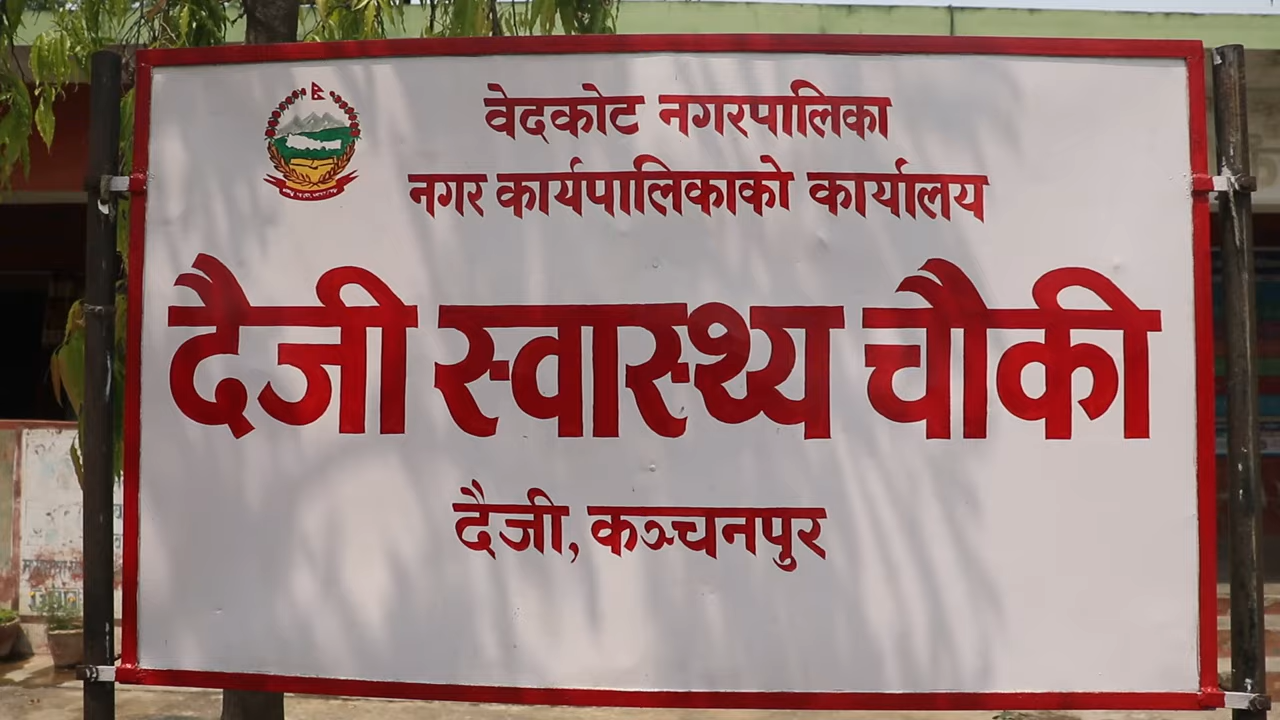 वेदकोट नगरपालिका
नगर कार्यपालिकाको कार्यालय
दैजी स्वास्थ्य चौकी
दैजी, कञ्चनपुर